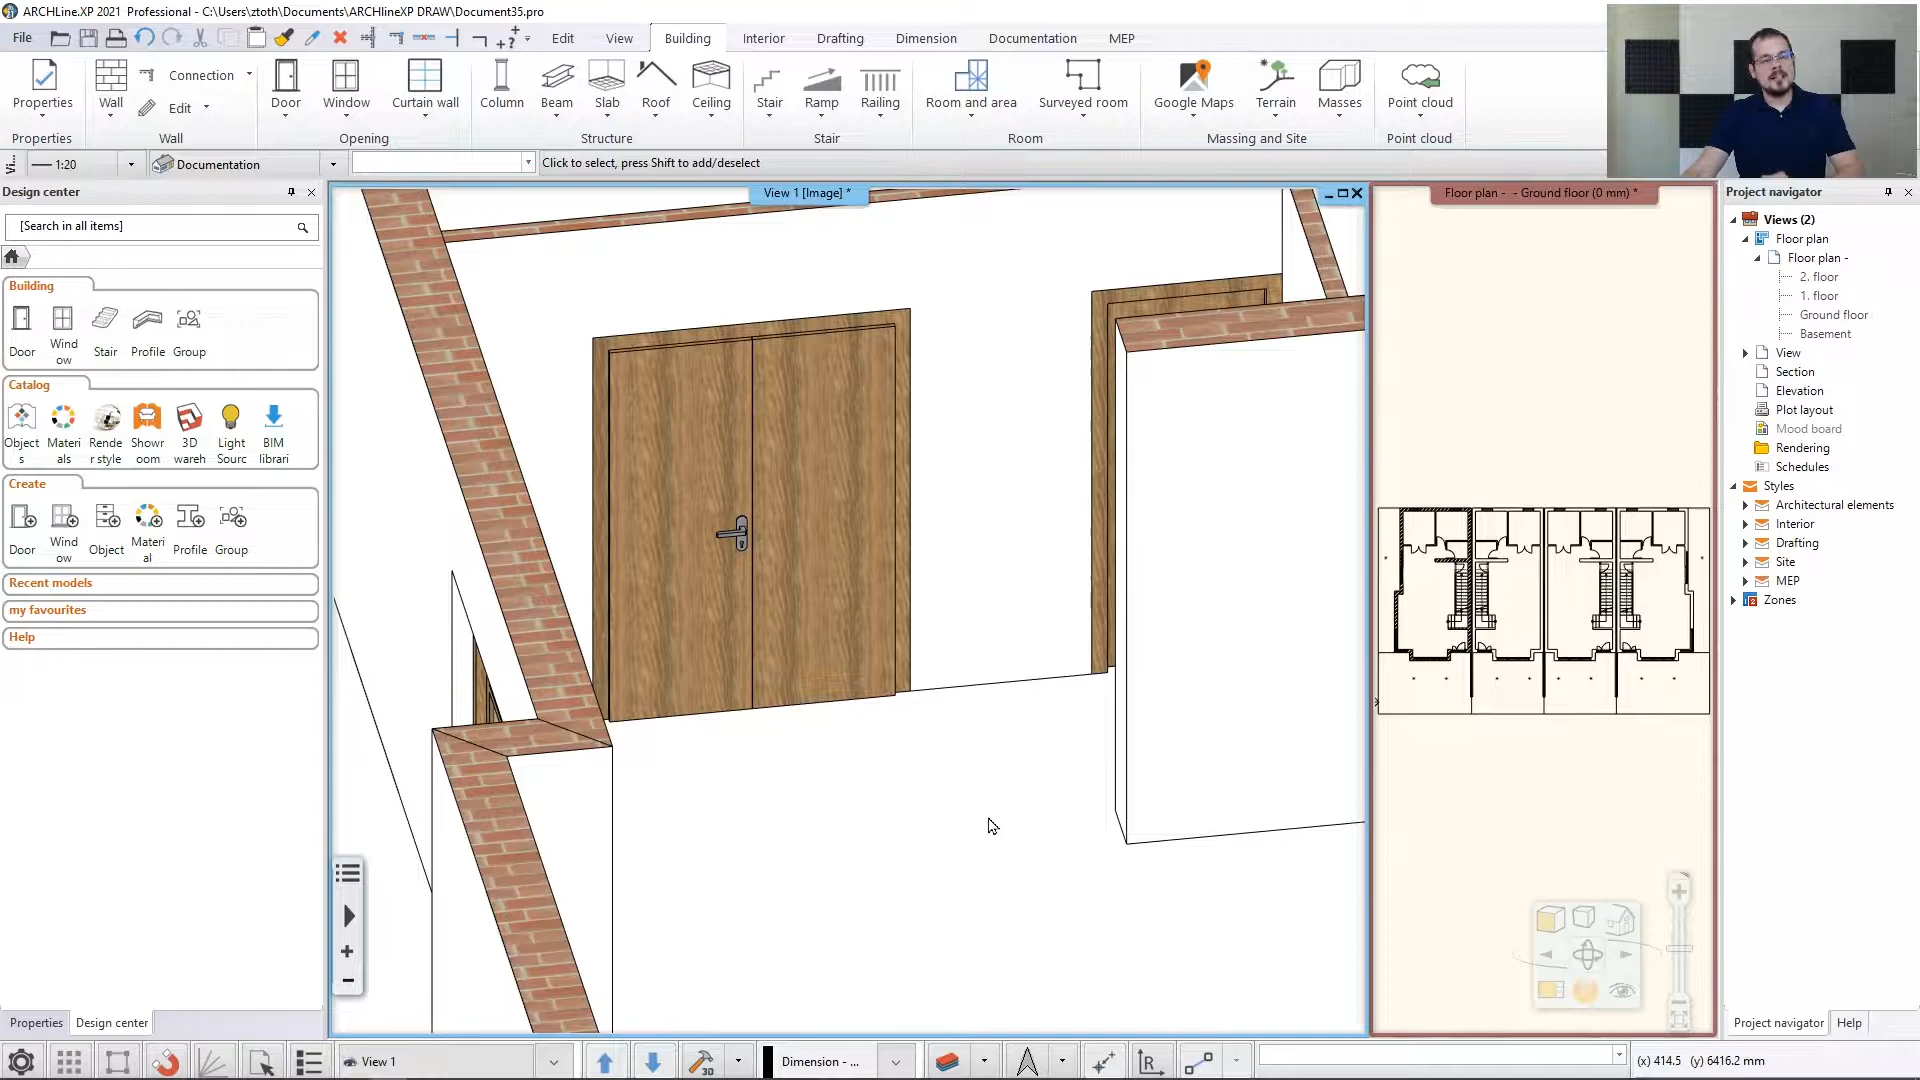 ARCHLine.XP 2021 Professional - C:\Users\ztoth\Documents\ARCHlineXP DRAW\Document35.pro
File Edit View Building Interior Drafting Dimension Documentation MEP
Properties Wall Connection Door Window Curtain wall Column Beam Slab Roof Ceiling Stair Ramp Railing Room and area Surveyed room Google Maps Terrain Masses Point cloud
Edit
Properties Wall Opening Structure Stair Room Massing and Site Point cloud
1:20 Documentation Click to select, press Shift to add/deselect
Design center
[Search in all items]
Building
Door Wind ow Stair Profile Group
Catalog
Object s Materi als Rende r style Showr oom 3D wareh Light Sourc BIM librari
Create
Door Wind ow Object Materi al Profile Group
Recent models
my favourites
Help
Properties Design center
View 1 [Image] *
Floor plan - - Ground floor (0 mm) *
Project navigator
Views (2)
Floor plan
Floor plan -
2. floor
1. floor
Ground floor
Basement
View
Section
Elevation
Plot layout
Mood board
Rendering
Schedules
Styles
Architectural elements
Interior
Drafting
Site
MEP
Zones
Project navigator Help
View 1 3D Dimension - ... R (x) 414.5 (y) 6416.2 mm